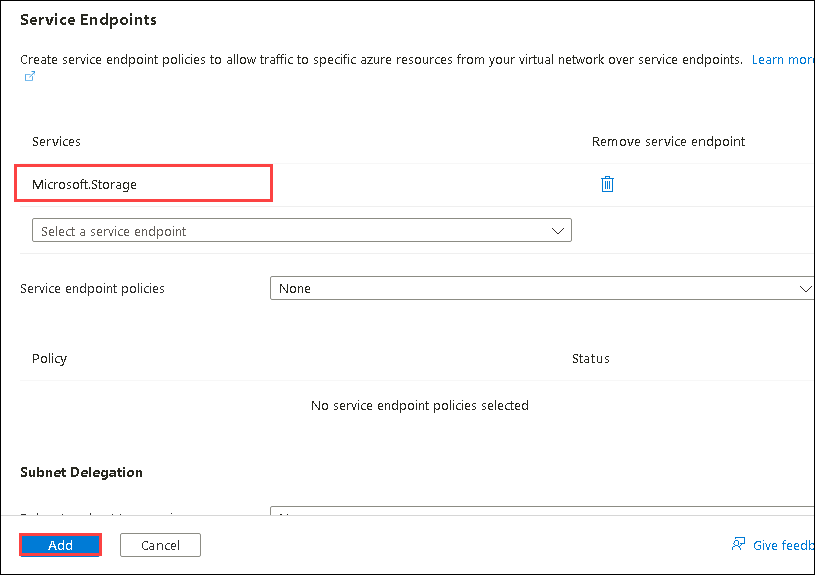 Service Endpoints
Create service endpoint policies to allow traffic to specific azure resources from your virtual network over service endpoints. Learn more
Services
Remove service endpoint
Microsoft.Storage
Select a service endpoint
Service endpoint policies
None
Policy
Status
No service endpoint policies selected
Subnet Delegation
Add
Cancel
Give feedb